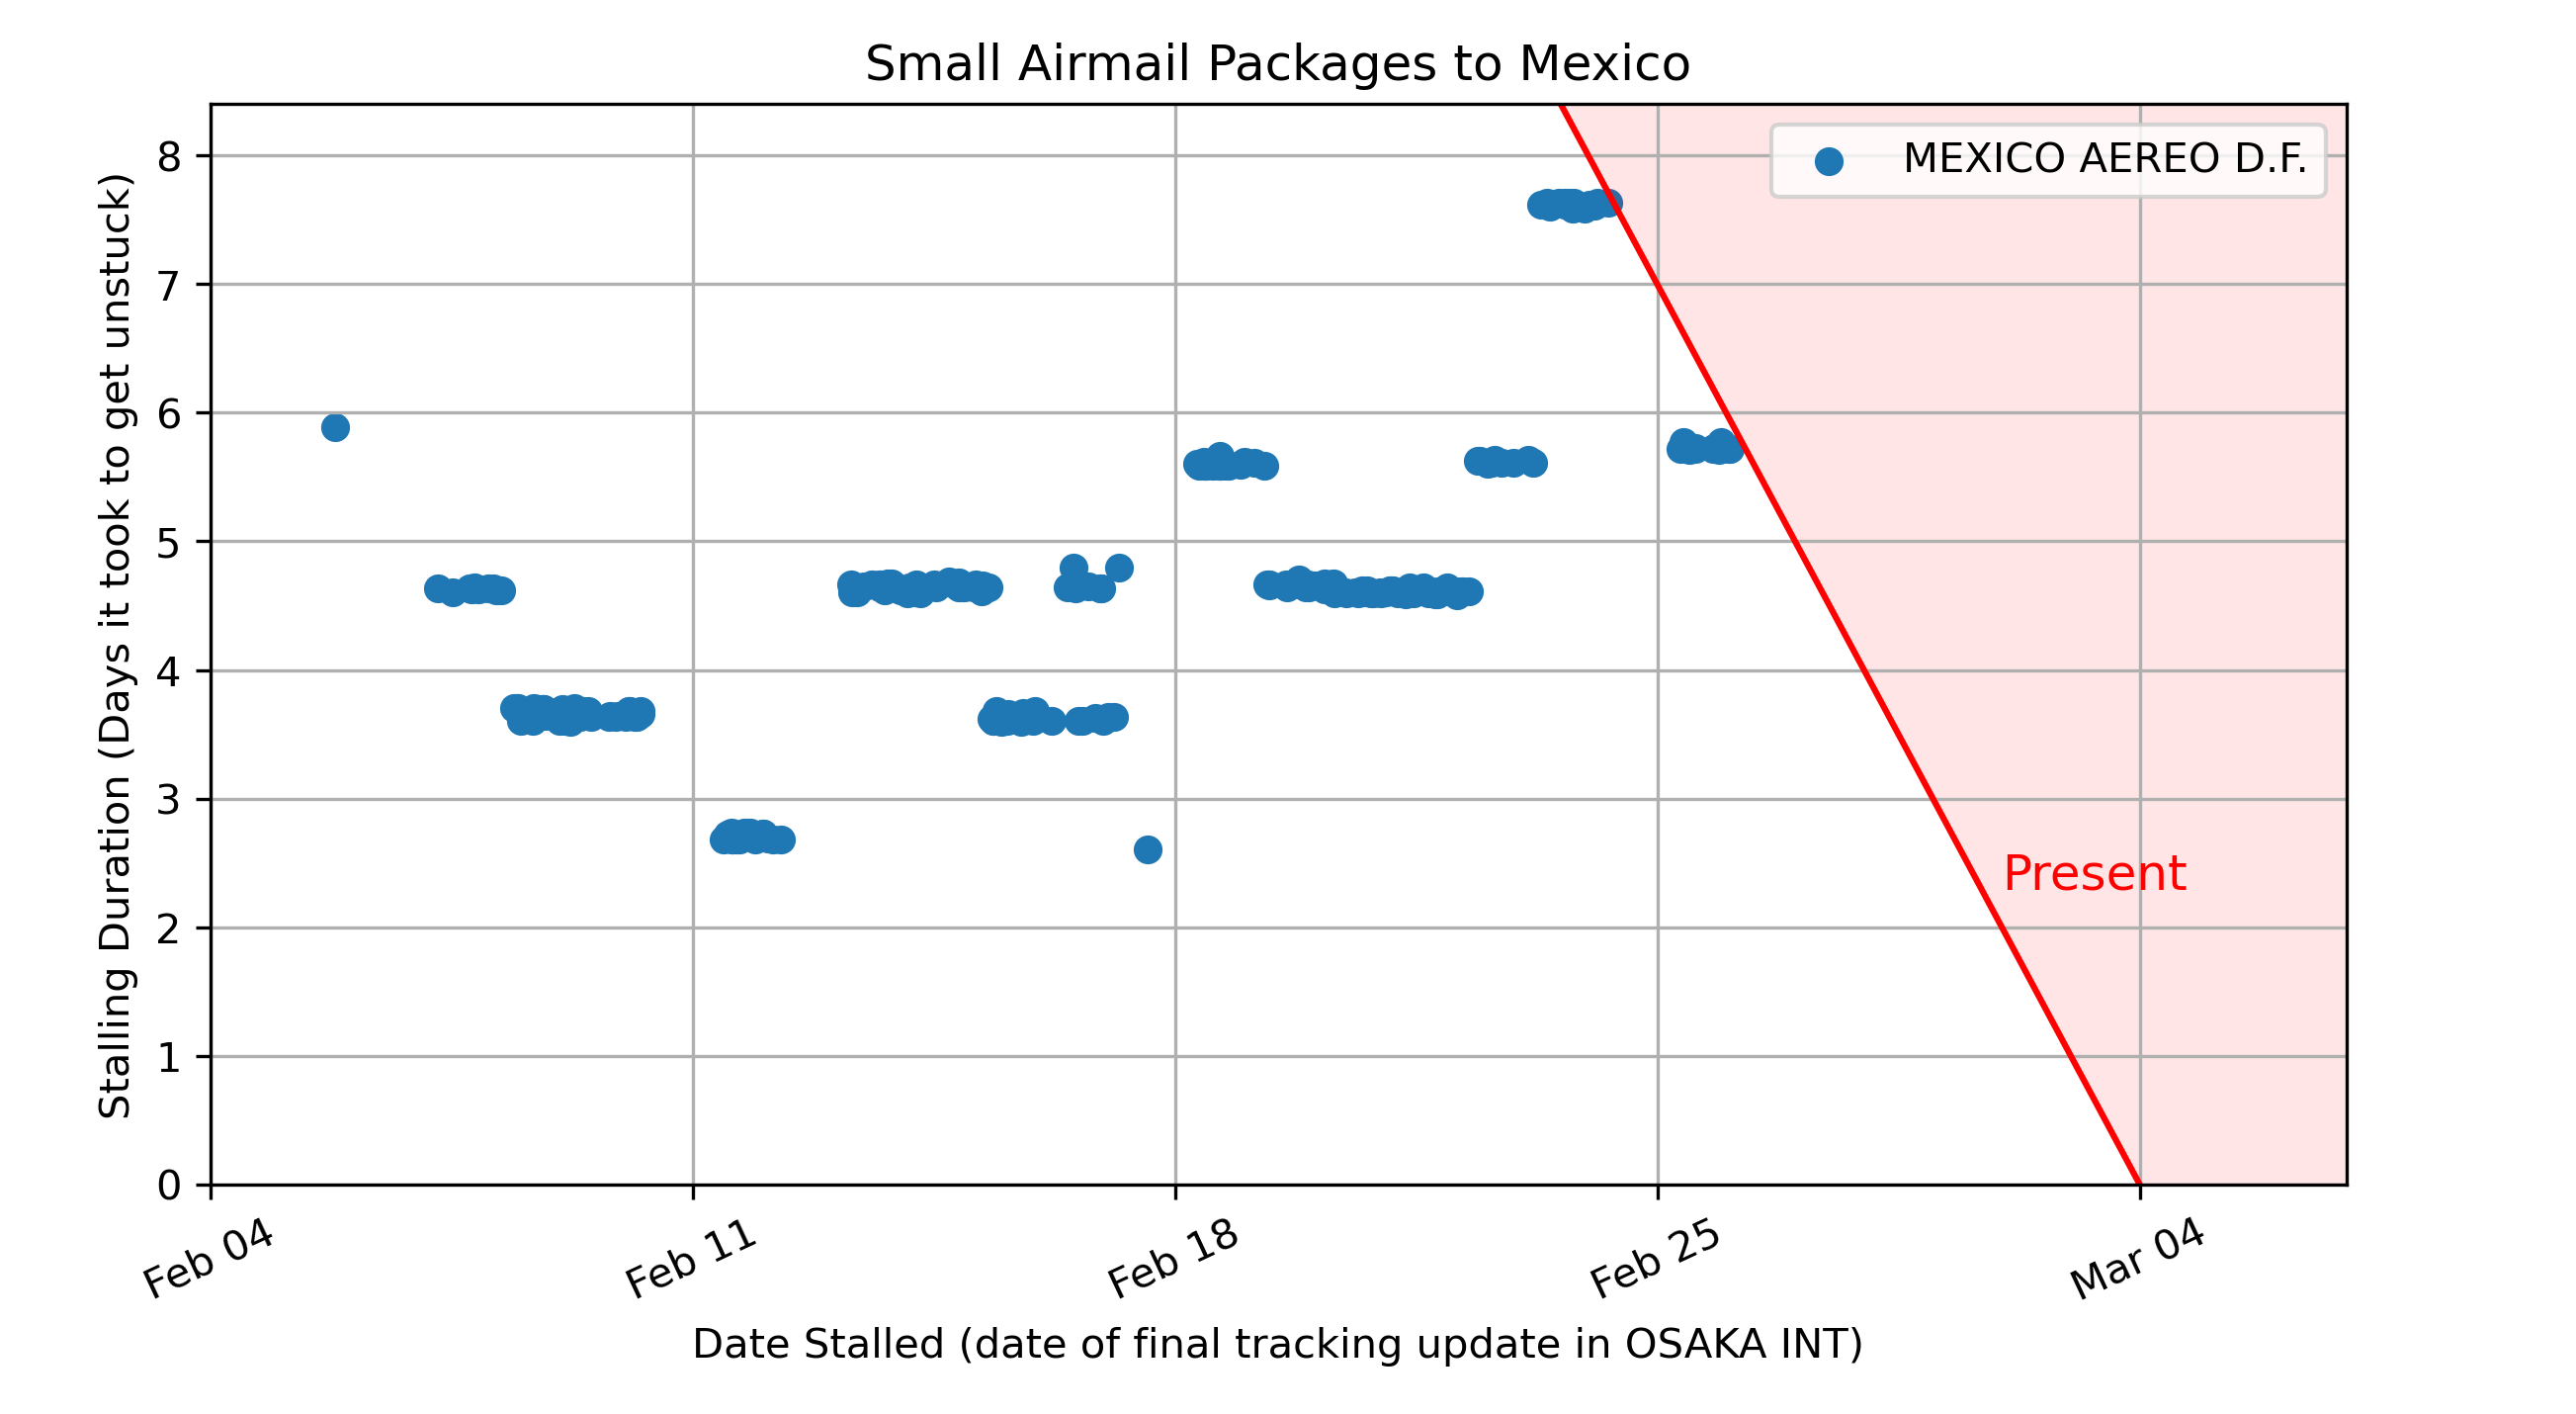 Small Airmail Packages to Mexico
MEXICO AEREO D.F.
Stalling Duration (Days it took to get unstuck)
8
7
6
5
4
3
2
1
0
Present
Feb 04
Feb 11
Feb 18
Feb 25
Mar 04
Date Stalled (date of final tracking update in OSAKA INT)